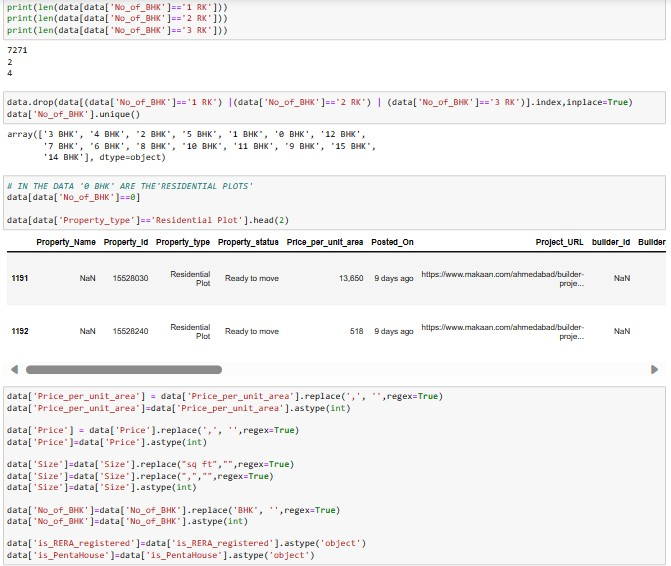 print(len(data[data['No_of_BHK']=='1 RK']))
print(len(data[data['No_of_BHK']=='2 RK']))
print(len(data[data['No_of_BHK']=='3 RK']))
7271
2
4
data.drop(data[(data['No_of_BHK']=='1 RK') |(data['No_of_BHK']=='2 RK') | (data['No_of_BHK']=='3 RK')].index,inplace=True)
data['No_of_BHK'].unique()
array(['3 BHK', '4 BHK', '2 BHK', '5 BHK', '1 BHK', '0 BHK', '12 BHK',
'7 BHK', '6 BHK', '8 BHK', '10 BHK', '11 BHK', '9 BHK', '15 BHK',
'14 BHK'], dtype=object)
# IN THE DATA '0 BHK' ARE THE'RESIDENTIAL PLOTS'
data[data['No_of_BHK']==0]
data[data['Property_type']=='Residential Plot'].head(2)
Property_Name Property_id Property_type Property_status Price_per_unit_area Posted_On Project_URL builder_id Builder
1191 NaN 15528030 Residential Plot Ready to move 13,650 9 days ago https://www.makaan.com/ahmedabad/builder-proje... NaN
1192 NaN 15528240 Residential Plot Ready to move 518 9 days ago https://www.makaan.com/ahmedabad/builder-proje... NaN
data['Price_per_unit_area'] = data['Price_per_unit_area'].replace(',', '',regex=True)
data['Price_per_unit_area']=data['Price_per_unit_area'].astype(int)
data['Price'] = data['Price'].replace(',', '',regex=True)
data['Price']=data['Price'].astype(int)
data['Size']=data['Size'].replace("sq ft","",regex=True)
data['Size']=data['Size'].replace(",","",regex=True)
data['Size']=data['Size'].astype(int)
data['No_of_BHK']=data['No_of_BHK'].replace('BHK', '',regex=True)
data['No_of_BHK']=data['No_of_BHK'].astype(int)
data['is_RERA_registered']=data['is_RERA_registered'].astype('object')
data['is_PentaHouse']=data['is_PentaHouse'].astype('object')